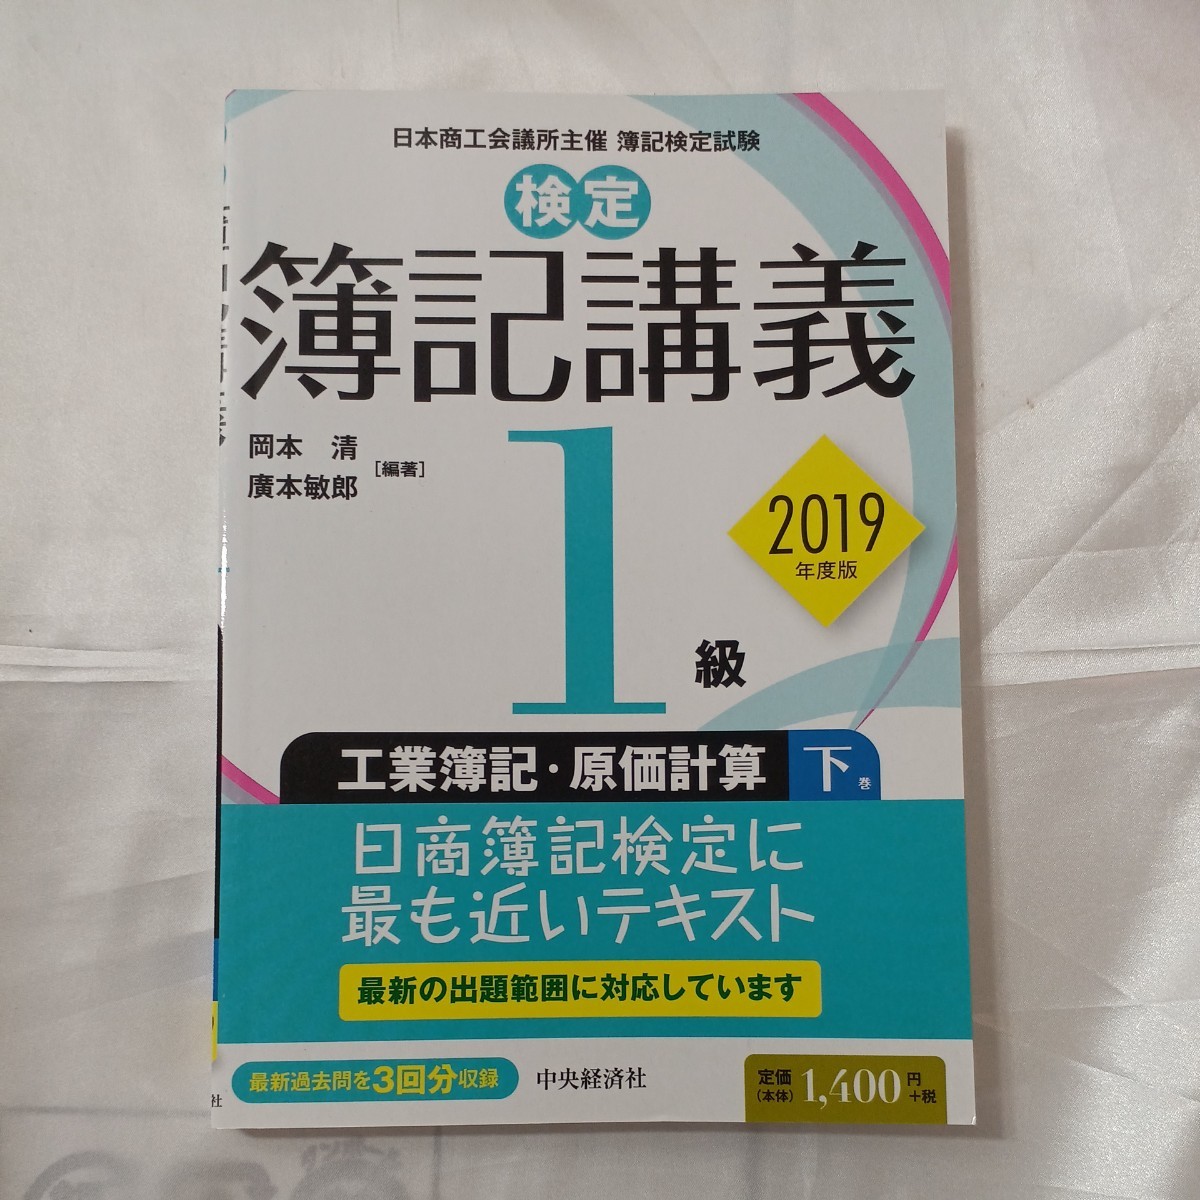 日本商工会議所主催 簿記検定試験
検定
簿記講義
岡本 清
廣本敏郎
[編著]
1級
2019
年度版
工業簿記・原価計算 下巻
日商簿記検定に
最も近いテキスト
最新の出題範囲に対応しています
最新過去問を3回分収録
中央経済社
定価
(本体)
1,400円
+税
社